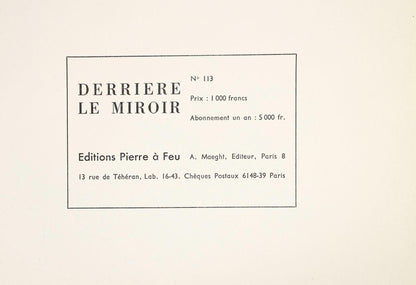 DERRIERE
LE MIROIR
N° 113
Prix : 1 000 francs
Abonnement un an : 5 000 fr.
Editions Pierre à Feu A. Maeght, Editeur, Paris 8
13 rue de Téhéran, Lab. 16-43. Chèques Postaux 6148-39 Paris